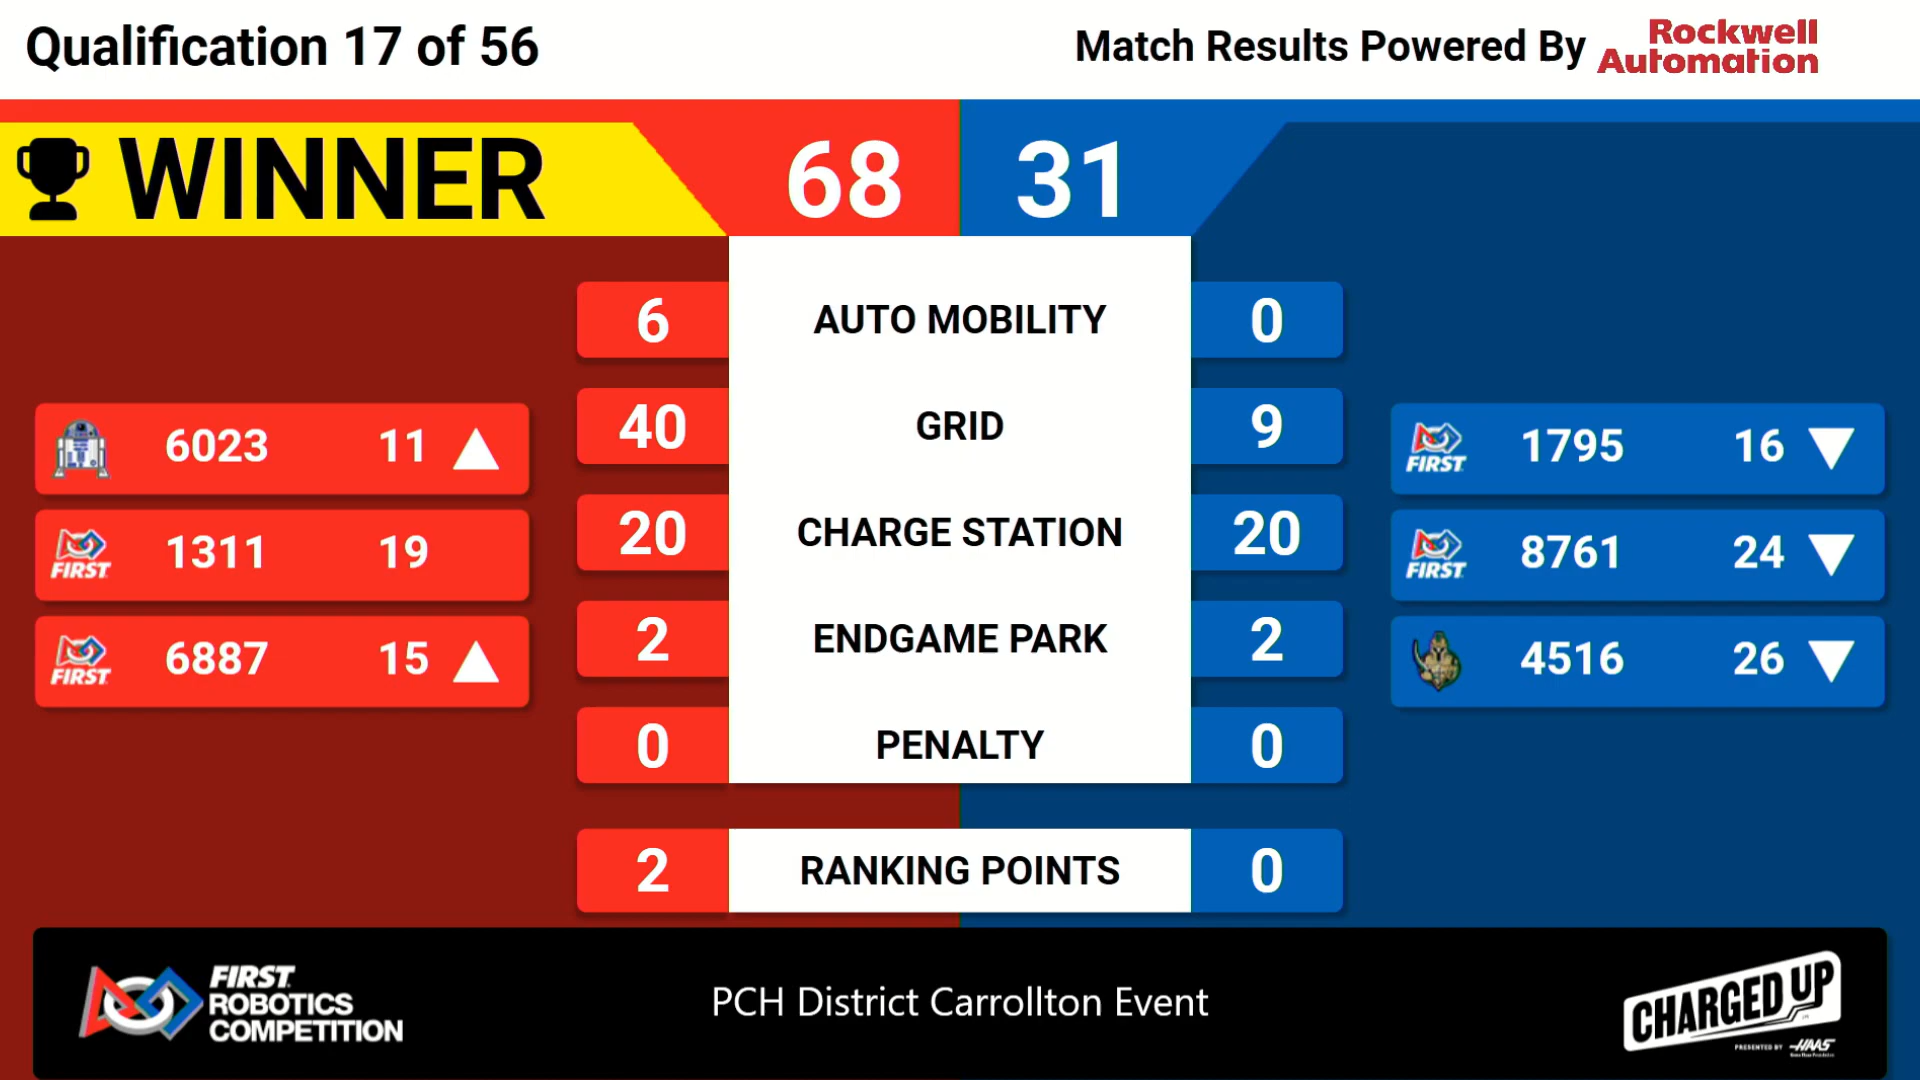 Qualification 17 of 56
Match Results Powered By
Rockwell
Automation
WINNER
68
31
6 AUTO MOBILITY 0
40 GRID 9
20 CHARGE STATION 20
2 ENDGAME PARK 2
0 PENALTY 0
2 RANKING POINTS 0
6023 11
FIRST 1311 19
FIRST 6887 15
FIRST 1795 16
FIRST 8761 24
4516 26
FIRST
ROBOTICS
COMPETITION
PCH District Carrollton Event
CHARGED UP
PRESENTED BY HAAS